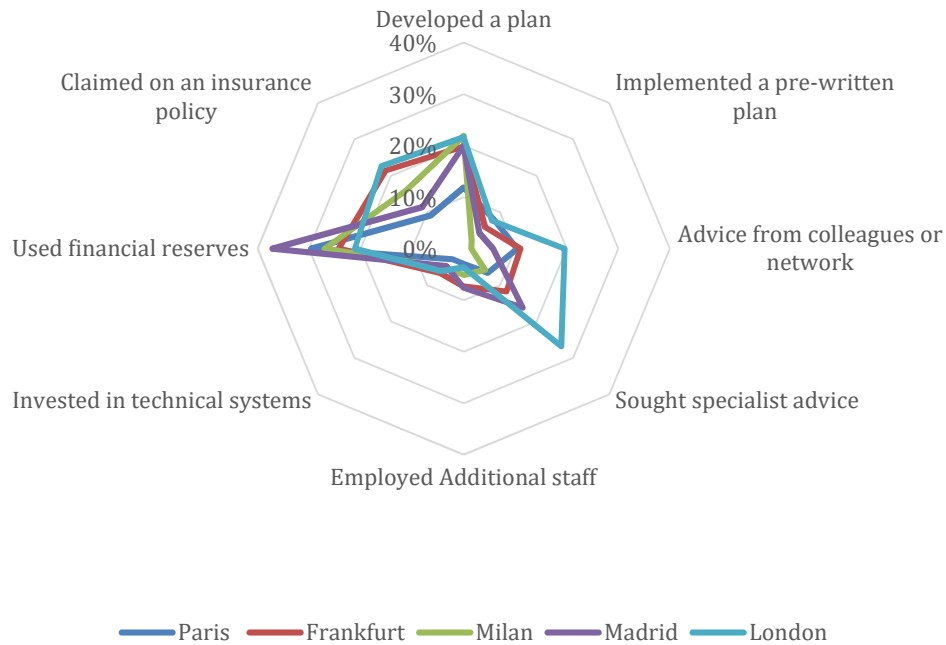 Developed a plan
40%
Claimed on an insurance
policy
30%
Implemented a pre-written
plan
20%
10%
Used financial reserves
0%
Advice from colleagues or
network
Invested in technical systems
Sought specialist advice
Employed Additional staff
Paris Frankfurt Milan Madrid London